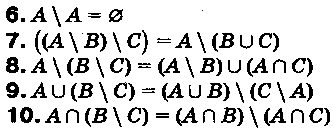 6. A \ A = ∅
7. ((A \ B) \ C) = A \ (B ∪ C)
8. A \ (B \ C) = (A \ B) ∪ (A ∩ C)
9. A ∪ (B \ C) = (A ∪ B) \ (C \ A)
10. A ∩ (B \ C) = (A ∩ B) \ (A ∩ C)